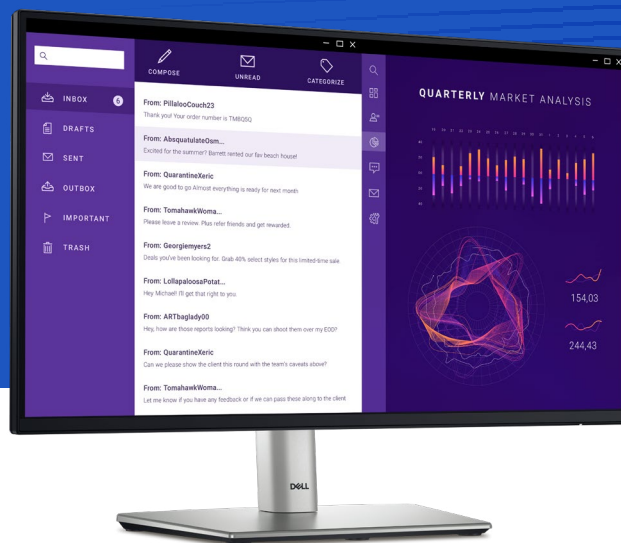 COMPOSE
UNREAD
CATEGORIZE
INBOX 6
DRAFTS
SENT
OUTBOX
IMPORTANT
TRASH
From: PillalooCouch23
Thank you! Your order number is TMBQ5Q
From: AbsquatulateOsm...
Excited for the summer? Barrett rented our fav beach house!
From: QuarantineXeric
We are good to go Almost everything is ready for next month
From: TomahawkWoma...
Please leave a review. Plus refer friends and get rewarded.
From: Georgiemyers2
Deals you've been looking for. Grab 40% select styles for this limited-time sale
From: LollapaloosaPotat...
Hey Michael! I'll get that right to you
From: ARTbaglady00
Hey, how are those reports looking? Think you can shoot them over my EOD?
From: QuarantineXeric
Can we please show the client this round with the team's caveats above?
From: TomahawkWoma...
Let me know if you have any feedback or if we can pass these along to the client
QUARTERLY MARKET ANALYSIS
154,03
244,43
DELL